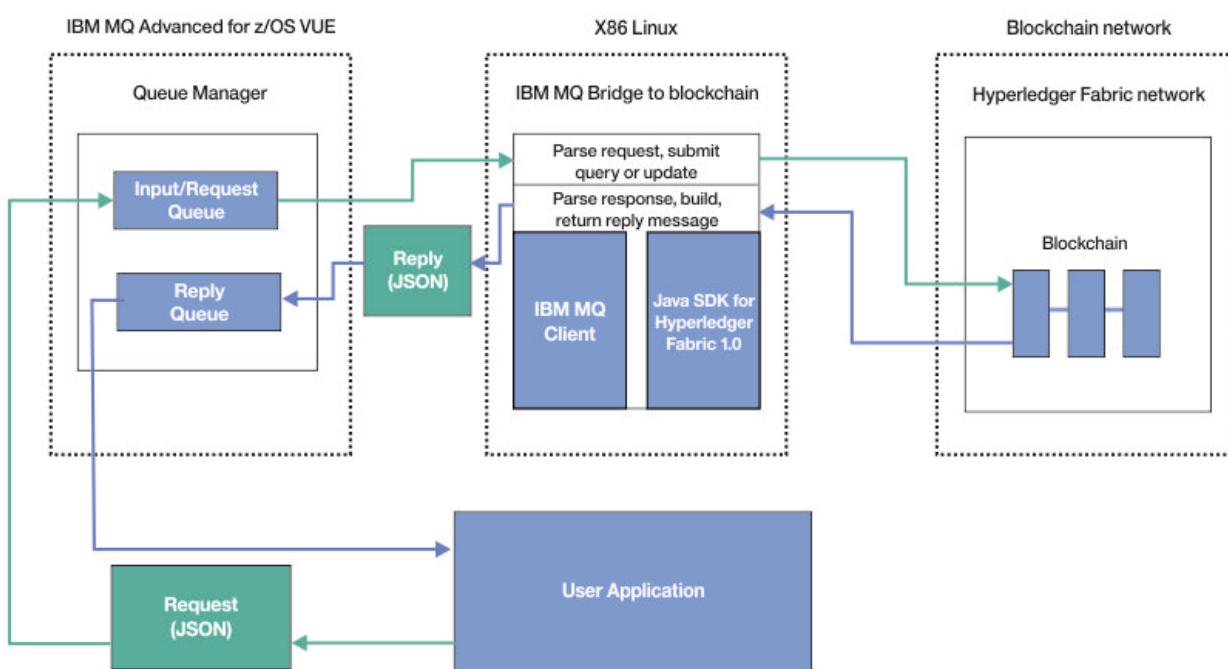 IBM MQ Advanced for z/OS VUE
X86 Linux
Blockchain network
Queue Manager
IBM MQ Bridge to blockchain
Hyperledger Fabric network
Parse request, submit
query or update
Input/Request
Queue
Parse response, build,
return reply message
Reply
(JSON)
Blockchain
Reply
Queue
IBM MQ
Client
Java SDK for
Hyperledger
Fabric 1.0
User Application
Request
(JSON)